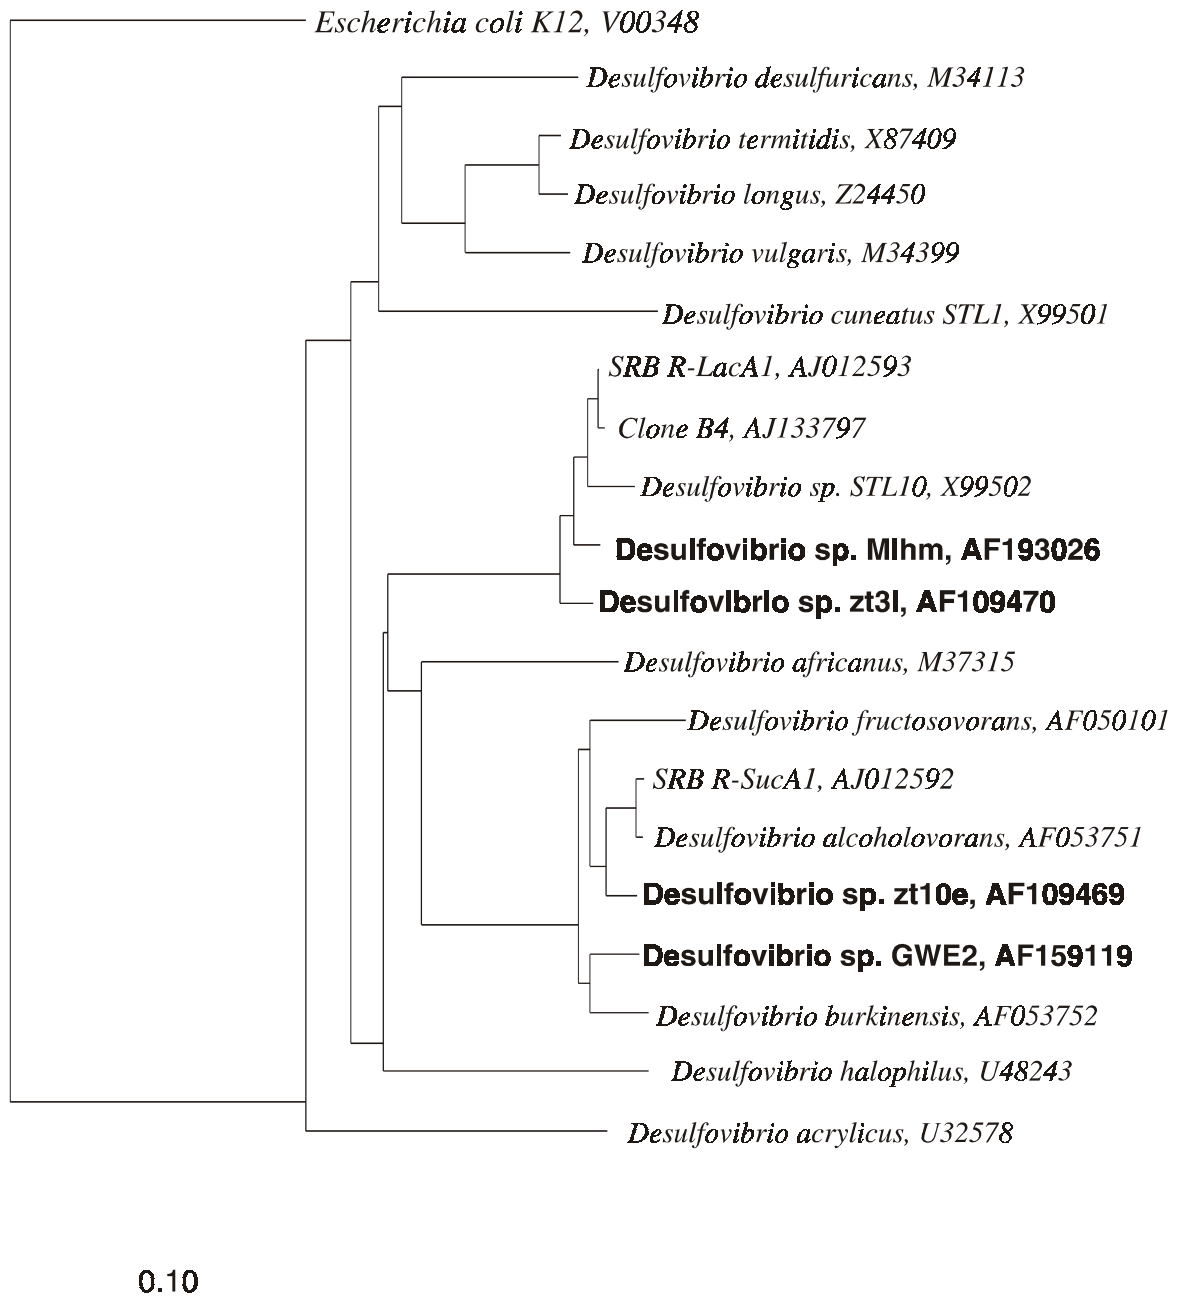 Escherichia coli K12, V00348
Desulfovibrio desulfuricans, M34113
Desulfovibrio termitidis, X87409
Desulfovibrio longus, Z24450
Desulfovibrio vulgaris, M34399
Desulfovibrio cuneatus STL1, X99501
SRB R-LacA1, AJ012593
Clone B4, AJ133797
Desulfovibrio sp. STL10, X99502
Desulfovibrio sp. Mlhm, AF193026
Desulfovibrio sp. zt3l, AF109470
Desulfovibrio africanus, M37315
Desulfovibrio fructosovorans, AF050101
SRB R-SucA1, AJ012592
Desulfovibrio alcoholovorans, AF053751
Desulfovibrio sp. zt10e, AF109469
Desulfovibrio sp. GWE2, AF159119
Desulfovibrio burkinensis, AF053752
Desulfovibrio halophilus, U48243
Desulfovibrio acrylicus, U32578
0.10